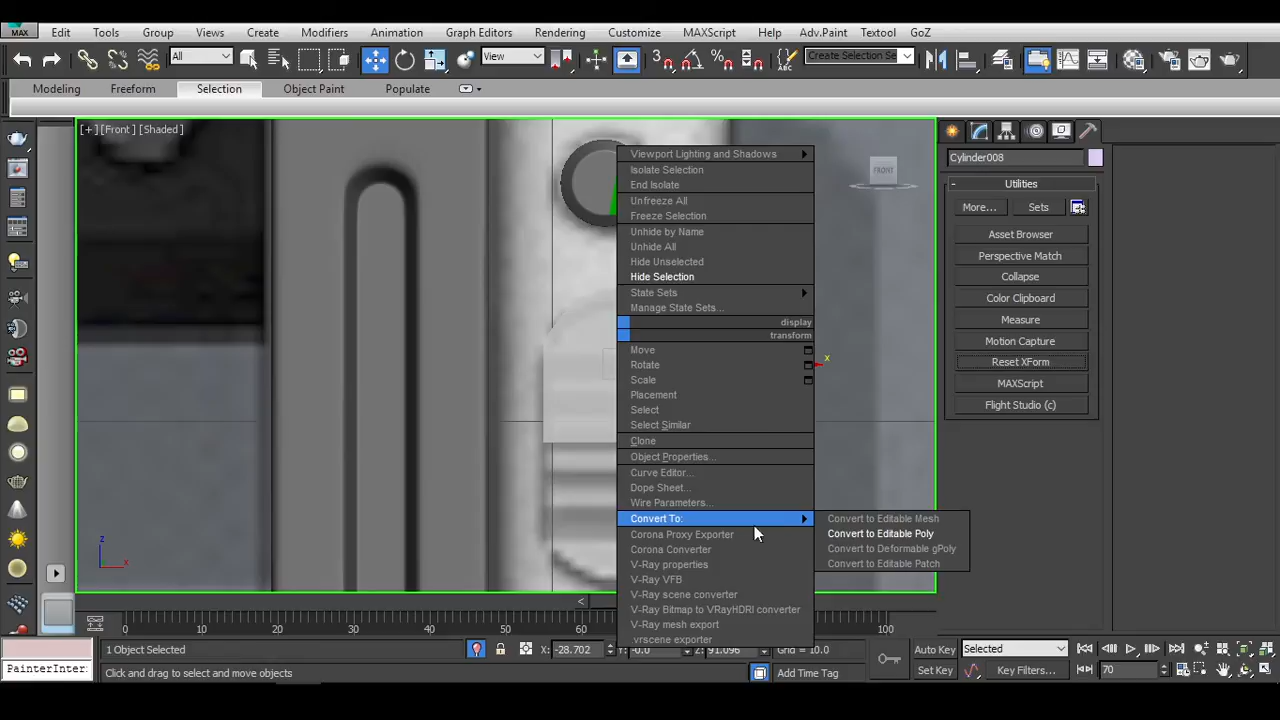 MAX Edit Tools Group Views Create Modifiers Animation Graph Editors Rendering Customize MAXScript Help Adv.Paint Textool GoZ
All View 3 Create Selection Se
Modeling Freeform Selection Object Paint Populate
[+] [Front] [Shaded]
FRONT
Cylinder008
- Utilities
More... Sets
Asset Browser
Perspective Match
Collapse
Color Clipboard
Measure
Motion Capture
Reset XForm
MAXScript
Flight Studio (c)
Viewport Lighting and Shadows
Isolate Selection
End Isolate
Unfreeze All
Freeze Selection
Unhide by Name
Unhide All
Hide Unselected
Hide Selection
State Sets
Manage State Sets...
display
transform
Move
Rotate
Scale
Placement
Select
Select Similar
Clone
Object Properties...
Curve Editor...
Dope Sheet...
Wire Parameters...
Convert To:
Corona Proxy Exporter
Corona Converter
V-Ray properties
V-Ray VFB
V-Ray scene converter
V-Ray Bitmap to VRayHDRI converter
V-Ray mesh export
.vrscene exporter
Convert to Editable Mesh
Convert to Editable Poly
Convert to Deformable gPoly
Convert to Editable Patch
x
z
x
<
0 10 20 30 40 50 60 100
1 Object Selected -28.702 Y: -0.0 Z: 91.096 Grid = 10.0 Auto Key Selected
PainterInter Click and drag to select and move objects Add Time Tag Set Key Key Filters... 70